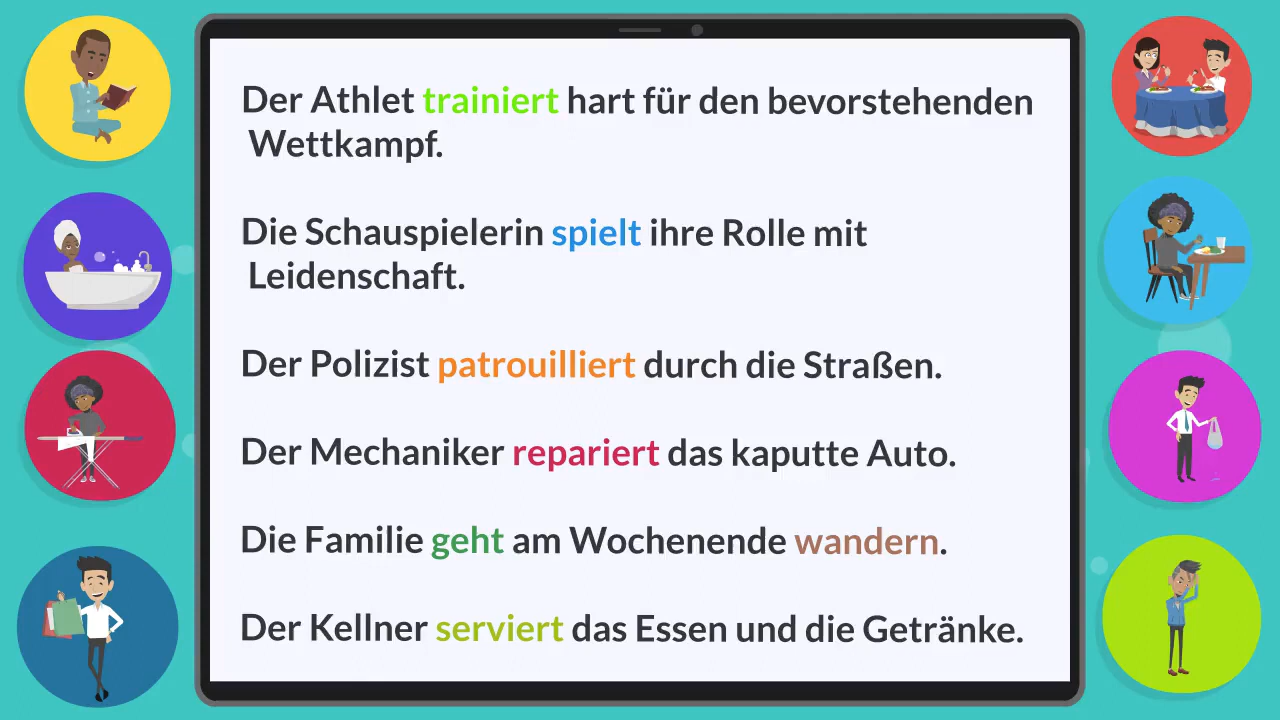 Der Athlet trainiert hart für den bevorstehenden
Wettkampf.
Die Schauspielerin spielt ihre Rolle mit
Leidenschaft.
Der Polizist patrouilliert durch die Straßen.
Der Mechaniker repariert das kaputte Auto.
Die Familie geht am Wochenende wandern.
Der Kellner serviert das Essen und die Getränke.